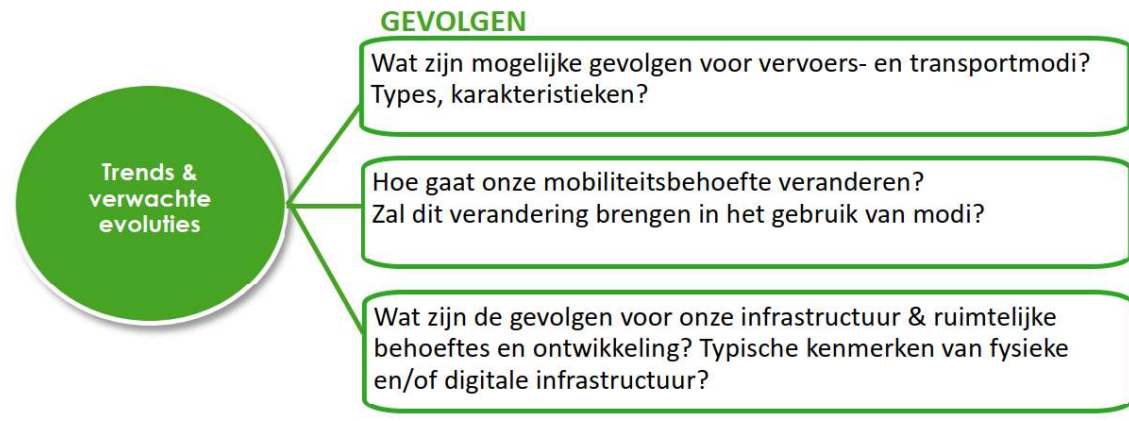 GEVOLGEN
Wat zijn mogelijke gevolgen voor vervoers- en transportmodi?
Types, karakteristieken?
Trends &
verwachte
evoluties
Hoe gaat onze mobiliteitsbehoefte veranderen?
Zal dit verandering brengen in het gebruik van modi?
Wat zijn de gevolgen voor onze infrastructuur & ruimtelijke
behoeftes en ontwikkeling? Typische kenmerken van fysieke
en/of digitale infrastructuur?